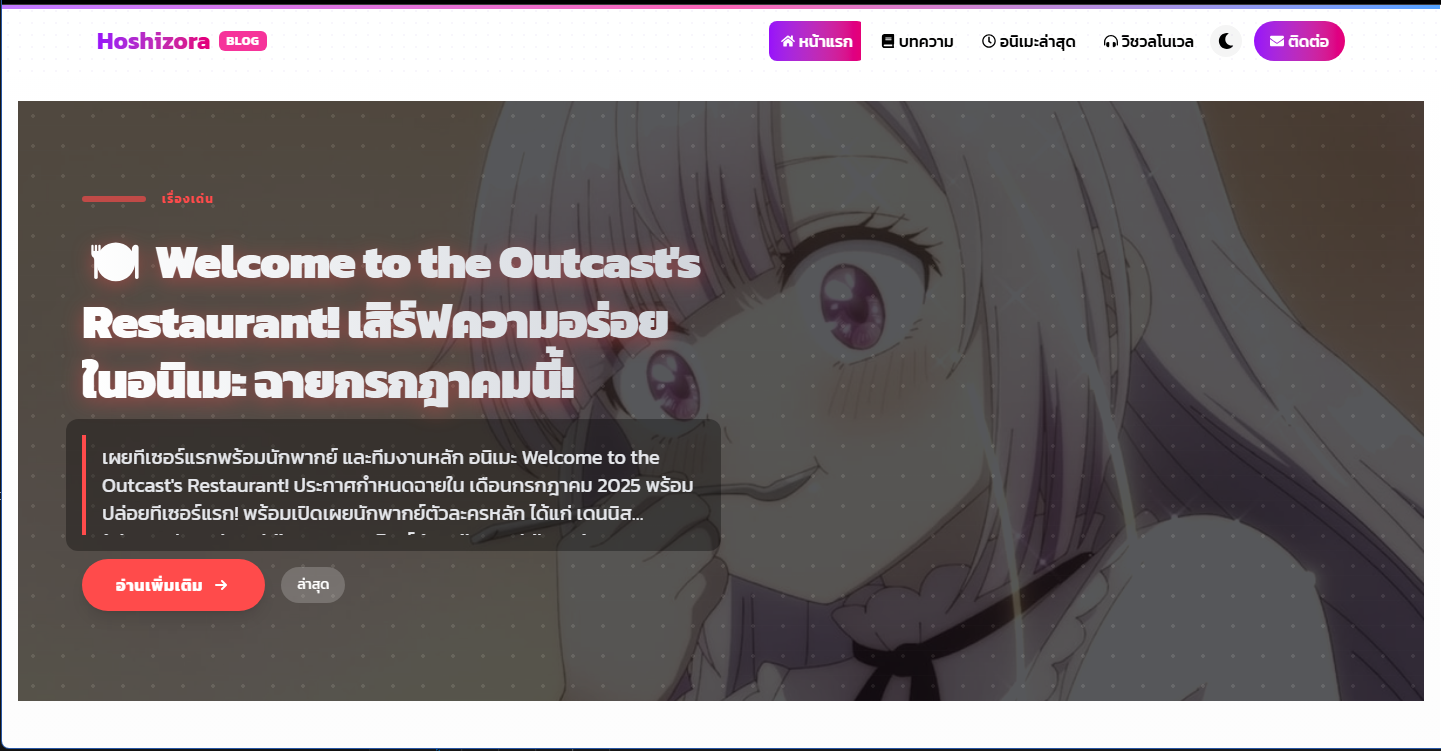 Hoshizora BLOG
หน้าแรก บทความ อนิเมะล่าสุด วิชวลโนเวล ติดต่อ
เรื่องเด่น
Welcome to the Outcast's
Restaurant! เสิร์ฟความอร่อย
ในอนิเมะ ฉายกรกฎาคมนี้!
เผยทีเซอร์แรกพร้อมนักพากย์ และทีมงานหลัก อนิเมะ Welcome to the
Outcast's Restaurant! ประกาศกำหนดฉายใน เดือนกรกฎาคม 2025 พร้อม
ปล่อยทีเซอร์แรก! พร้อมเปิดเผยนักพากย์ตัวละครหลัก ได้แก่ เดนนิส...
อ่านเพิ่มเติม ล่าสุด